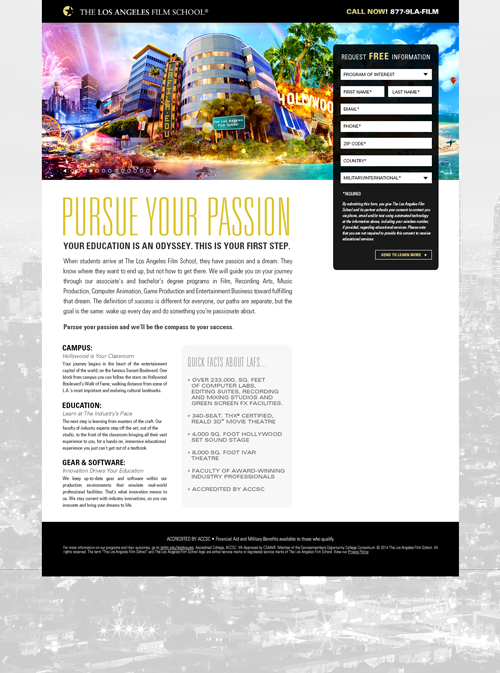 THE LOS ANGELES FILM SCHOOL®
CALL NOW! 877-9LA-FILM
HOLLYWOO
The Los Angeles
Film School
REQUEST FREE INFORMATION
PROGRAM OF INTEREST
FIRST NAME*
LAST NAME*
EMAIL*
PHONE*
ZIP CODE*
COUNTRY*
MILITARY/INTERNATIONAL*
*REQUIRED
By submitting this form, you give The Los Angeles Film
School and its partner schools your consent to contact you
via phone, email and/or text using automated technology
at the information above, including your wireless number,
if provided, regarding educational services. Please note
that you are not required to provide this consent to receive
educational services.
SEND TO LEARN MORE
PURSUE YOUR PASSION
YOUR EDUCATION IS AN ODYSSEY. THIS IS YOUR FIRST STEP.
When students arrive at The Los Angeles Film School, they have passion and a dream. They
know where they want to end up, but not how to get there. We will guide you on your journey
through our associate's and bachelor's degree programs in Film, Recording Arts, Music
Production, Computer Animation, Game Production and Entertainment Business toward fulfilling
that dream. The definition of success is different for everyone, our paths are separate, but the
goal is the same: wake up every day and do something you're passionate about.
Pursue your passion and we'll be the compass to your success.
CAMPUS:
Hollywood is Your Classroom
Your journey begins in the heart of the entertainment
capital of the world, on the famous Sunset Boulevard. One
block from campus you can follow the stars on Hollywood
Boulevard's Walk of Fame, walking distance from some of
L.A.'s most important and enduring cultural landmarks.
EDUCATION:
Learn at The Industry's Pace
The next step is learning from masters of the craft. Our
faculty of industry experts step off the set, out of the
studio, to the front of the classroom bringing all their vast
experience to you, for a hands-on, immersive educational
experience you just can't get out of a textbook.
GEAR & SOFTWARE:
Innovation Drives Your Education
We keep up-to-date gear and software within our
production environments that emulate real-world
professional facilities. That's what innovation means to
us. We stay current with industry innovations, so you can
innovate and bring your dreams to life.
QUICK FACTS ABOUT LAFS...
• OVER 233,000, SQ. FEET
OF COMPUTER LABS,
EDITING SUITES, RECORDING
AND MIXING STUDIOS AND
GREEN SCREEN FX FACILITIES.
• 340-SEAT, THX® CERTIFIED,
REALD 3D™ MOVIE THEATRE
• 4,000 SQ. FOOT HOLLYWOOD
SET SOUND STAGE
• 8,000 SQ. FOOT IVAR
THEATRE
• FACULTY OF AWARD-WINNING
INDUSTRY PROFESSIONALS
• ACCREDITED BY ACCSC
ACCREDITED BY ACCSC • Financial Aid and Military Benefits available to those who qualify.